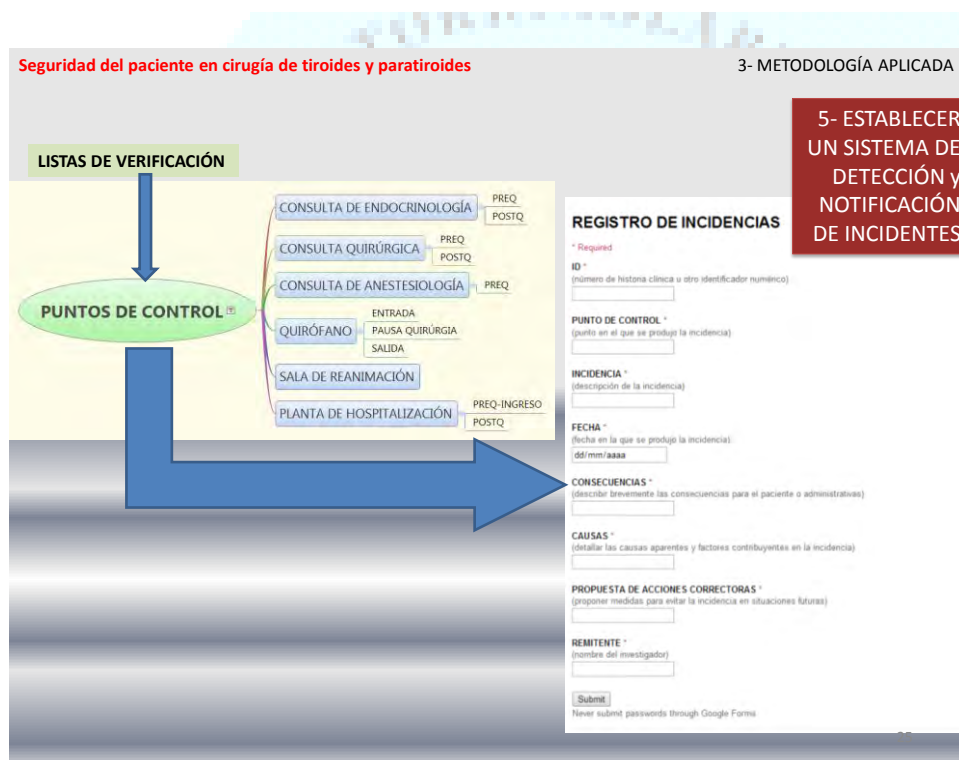 Seguridad del paciente en cirugía de tiroides y paratiroides
3- METODOLOGÍA APLICADA
5- ESTABLECER
UN SISTEMA DE
DETECCIÓN y
NOTIFICACIÓN
DE INCIDENTES
LISTAS DE VERIFICACIÓN
PUNTOS DE CONTROL
CONSULTA DE ENDOCRINOLOGÍA
PREQ
POSTQ
CONSULTA QUIRÚRGICA
PREQ
POSTQ
CONSULTA DE ANESTESIOLOGÍA
PREQ
QUIRÓFANO
ENTRADA
PAUSA QUIRÚRGIA
SALIDA
SALA DE REANIMACIÓN
PLANTA DE HOSPITALIZACIÓN
PREQ-INGRESO
POSTQ
REGISTRO DE INCIDENCIAS
* Required
ID *
(número de historia clínica u otro identificador numérico)
PUNTO DE CONTROL *
(punto en el que se produjo la incidencia)
INCIDENCIA *
(descripción de la incidencia)
FECHA *
(fecha en la que se produjo la incidencia)
dd/mm/aaaa
CONSECUENCIAS *
(describir brevemente las consecuencias para el paciente o administrativas)
CAUSAS *
(detallar las causas aparentes y factores contribuyentes en la incidencia)
PROPUESTA DE ACCIONES CORRECTORAS *
(proponer medidas para evitar la incidencia en situaciones futuras)
REMITENTE *
(nombre del investigador)
Submit
Never submit passwords through Google Forms